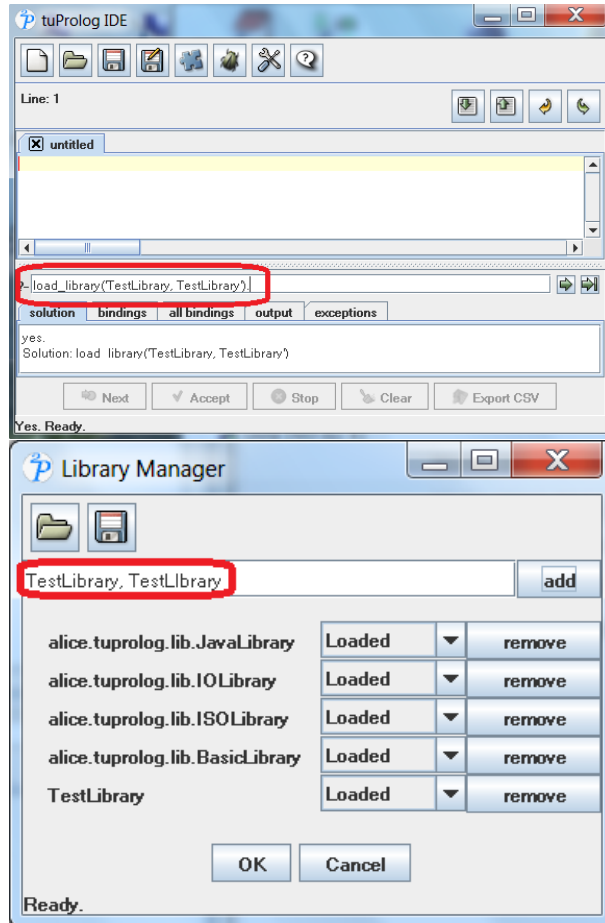 tuProlog IDE
Line: 1
untitled
?- load_library('TestLibrary, TestLibrary').
solution bindings all bindings output exceptions
yes.
Solution: load_library('TestLibrary, TestLibrary')
Next Accept Stop Clear Export CSV
Yes. Ready.
Library Manager
TestLibrary, TestLIbrary add
alice.tuprolog.lib.JavaLibrary Loaded remove
alice.tuprolog.lib.IOLibrary Loaded remove
alice.tuprolog.lib.ISOLibrary Loaded remove
alice.tuprolog.lib.BasicLibrary Loaded remove
TestLibrary Loaded remove
OK Cancel
Ready.